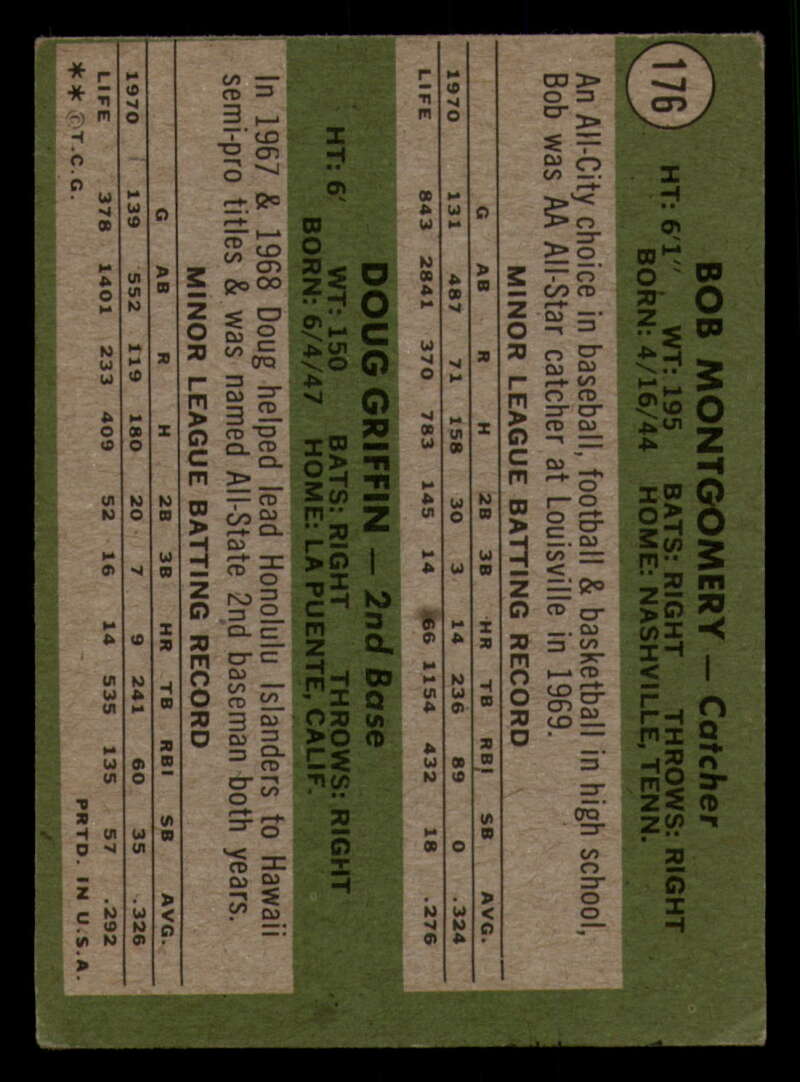 176
BOB MONTGOMERY — Catcher
HT: 6'1" WT: 195 BATS: RIGHT THROWS: RIGHT
BORN: 4/16/44 HOME: NASHVILLE, TENN.
An All-City choice in baseball, football & basketball in high school,
Bob was AA All-Star catcher at Louisville in 1969.
MINOR LEAGUE BATTING RECORD
G AB R H 2B 3B HR TB RBI SB AVG.
1970 131 487 71 158 30 3 14 236 89 0 .324
LIFE 843 2841 370 783 145 14 66 1154 432 18 .276
DOUG GRIFFIN — 2nd Base
HT: 6' WT: 150 BATS: RIGHT THROWS: RIGHT
BORN: 6/4/47 HOME: LA PUENTE, CALIF.
In 1967 & 1968 Doug helped lead Honolulu Islanders to Hawaii
semi-pro titles & was named All-State 2nd baseman both years.
MINOR LEAGUE BATTING RECORD
G AB R H 2B 3B HR TB RBI SB AVG.
1970 139 552 119 180 20 7 9 241 60 35 .326
LIFE 378 1401 233 409 52 16 14 535 135 57 .292
** © T.C.G. PRTD. IN U.S.A.